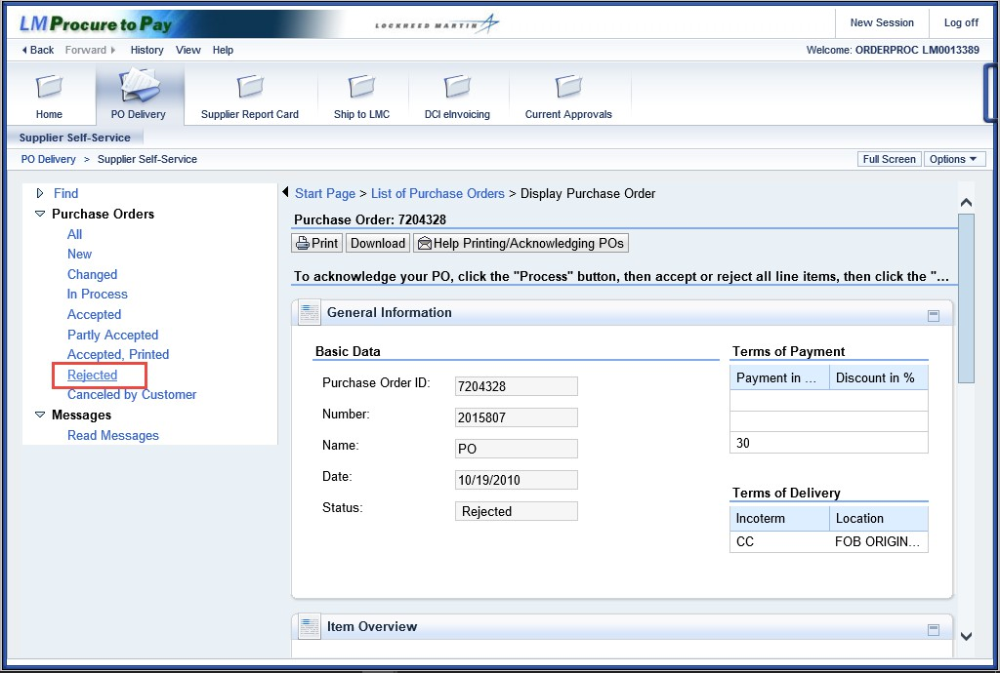 LM Procure to Pay
LOCKHEED MARTIN
New Session Log off
Back Forward History View Help
Welcome: ORDERPROC LM0013389
Home PO Delivery Supplier Report Card Ship to LMC DCI eInvoicing Current Approvals
Supplier Self-Service
PO Delivery > Supplier Self-Service
Full Screen Options
Find
Purchase Orders
All
New
Changed
In Process
Accepted
Partly Accepted
Accepted, Printed
Rejected
Canceled by Customer
Messages
Read Messages
Start Page > List of Purchase Orders > Display Purchase Order
Purchase Order: 7204328
Print Download Help Printing/Acknowledging POs
To acknowledge your PO, click the "Process" button, then accept or reject all line items, then click the "...
General Information
Basic Data
Purchase Order ID: 7204328
Number: 2015807
Name: PO
Date: 10/19/2010
Status: Rejected
Terms of Payment
Payment in ... Discount in %
30
Terms of Delivery
Incoterm Location
CC FOB ORIGIN...
Item Overview